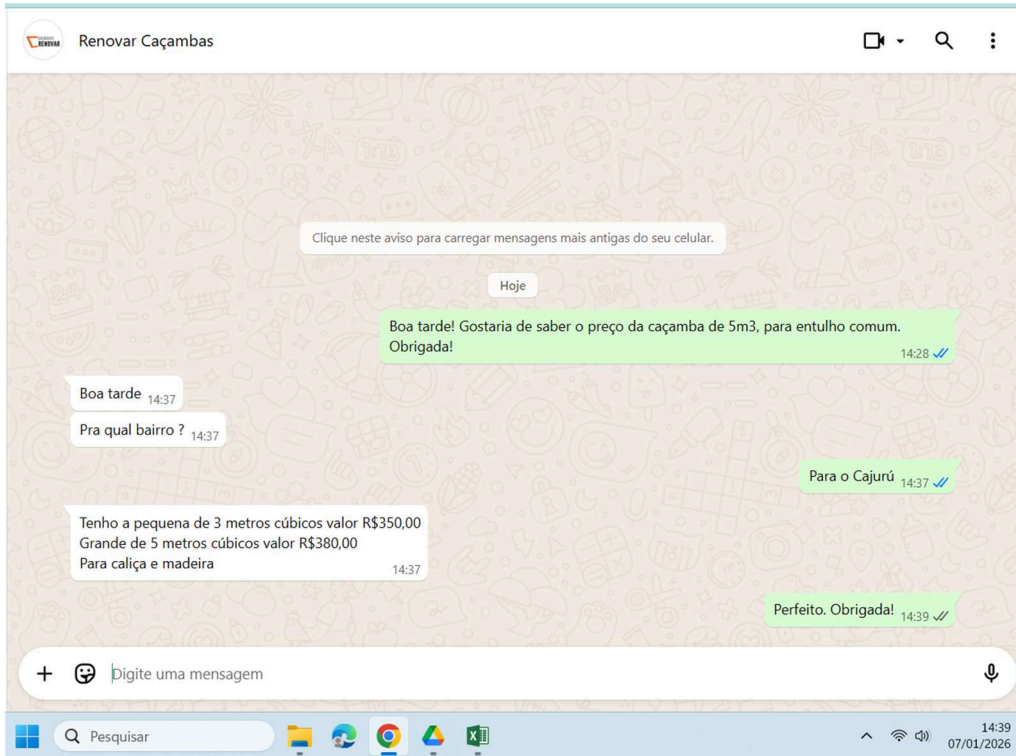 RENOVAR
Renovar Caçambas
Clique neste aviso para carregar mensagens mais antigas do seu celular.
Hoje
Boa tarde! Gostaria de saber o preço da caçamba de 5m3, para entulho comum.
Obrigada!
14:28
Boa tarde 14:37
Pra qual bairro ? 14:37
Para o Cajurú 14:37
Tenho a pequena de 3 metros cúbicos valor R$350,00
Grande de 5 metros cúbicos valor R$380,00
Para caliça e madeira
14:37
Perfeito. Obrigada! 14:39
Digite uma mensagem
Pesquisar
14:39
07/01/2026